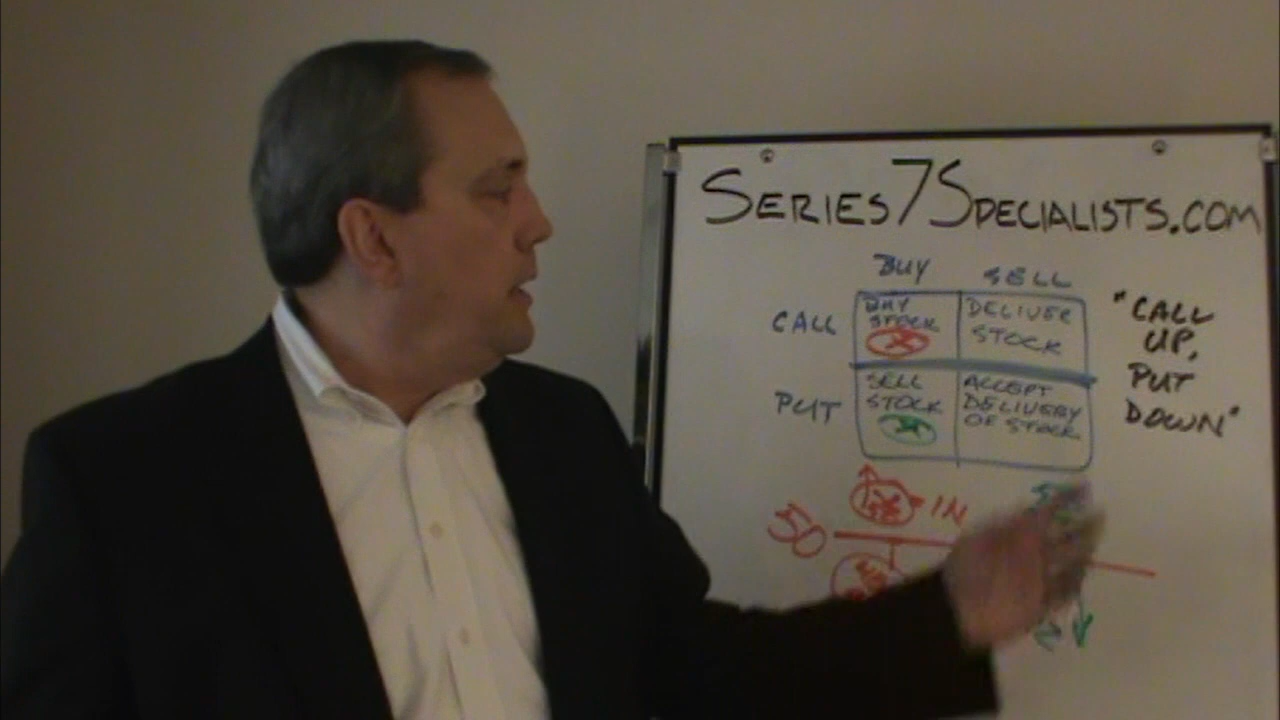 SERIES7SPECIALISTS.COM
BUY SELL
CALL
BUY STOCK
DELIVER STOCK
"CALL UP, PUT DOWN"
PUT
SELL STOCK
ACCEPT DELIVERY OF STOCK
50
IN